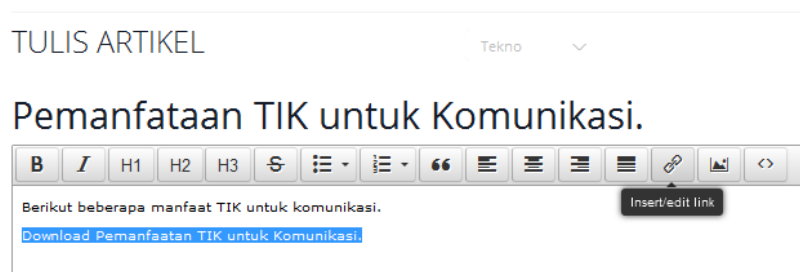 TULIS ARTIKEL Tekno
Pemanfataan TIK untuk Komunikasi.
B I H1 H2 H3 S
Insert/edit link
Berikut beberapa manfaat TIK untuk komunikasi.
Download Pemanfaatan TIK untuk Komunikasi.